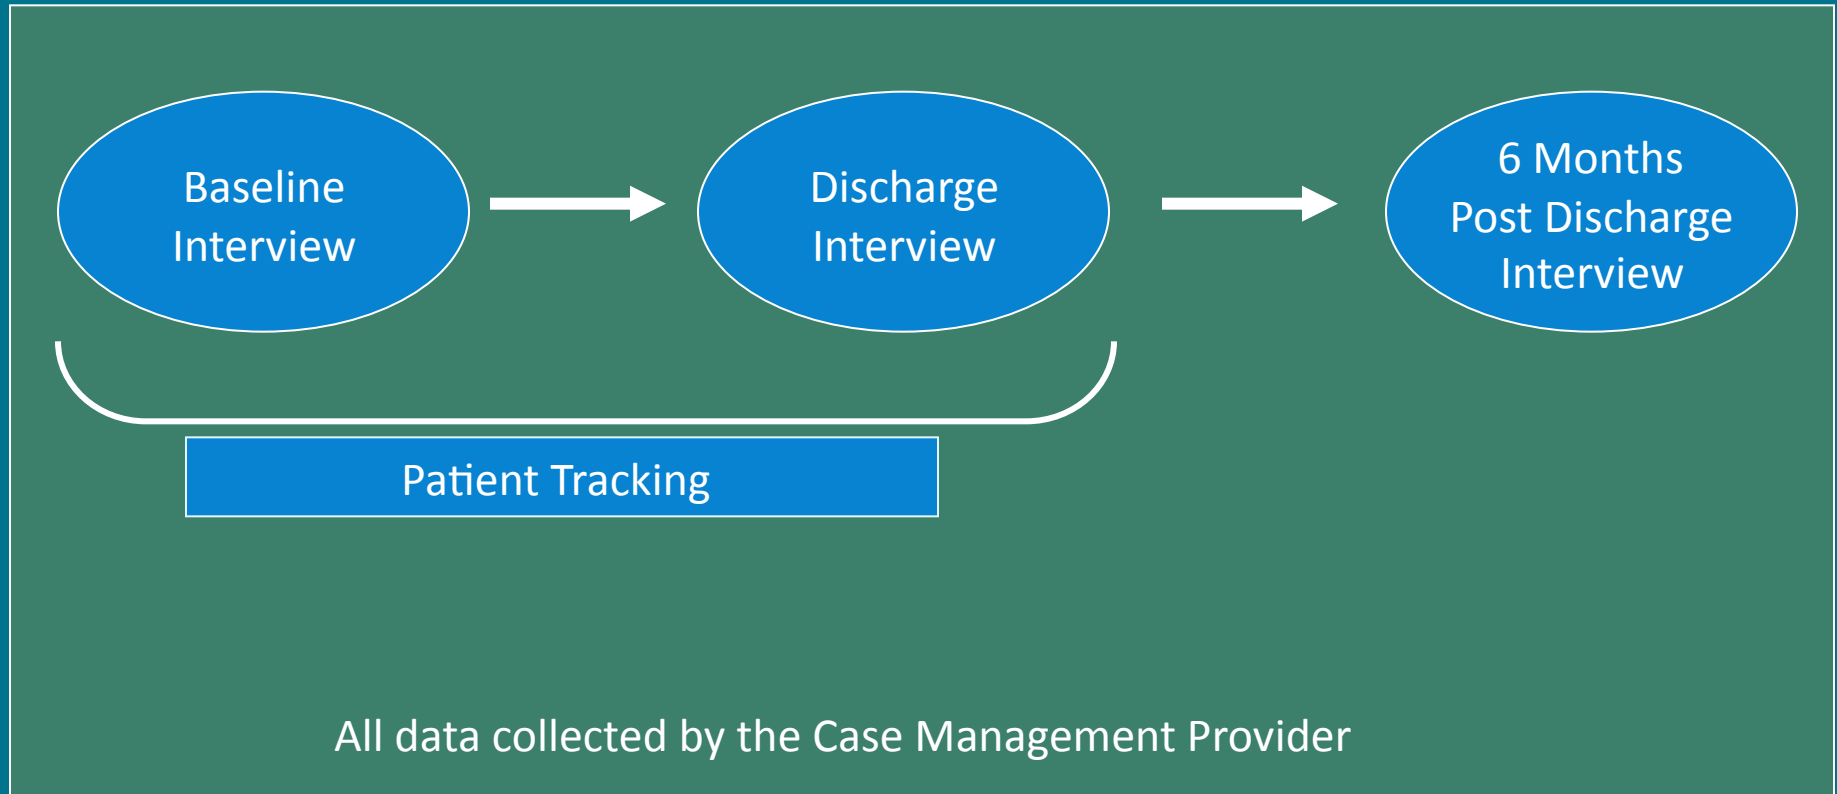 Baseline
Interview
Discharge
Interview
6 Months
Post Discharge
Interview
Patient Tracking
All data collected by the Case Management Provider